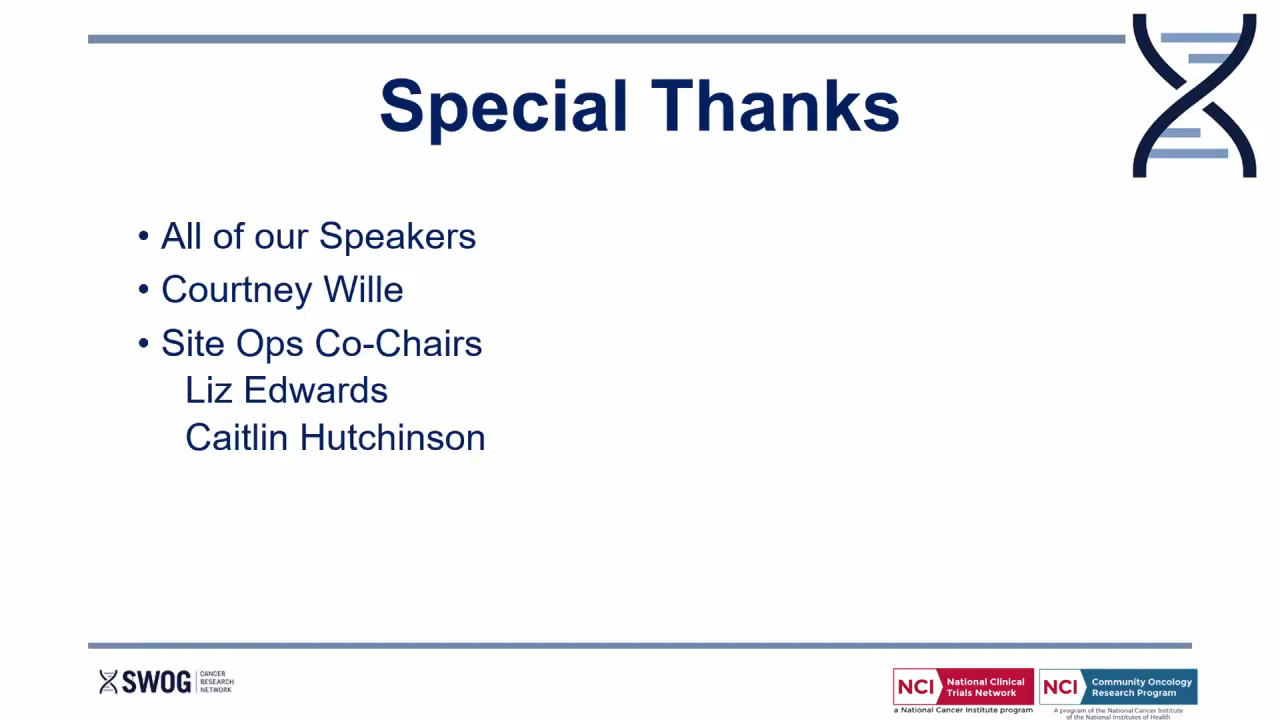 Special Thanks
• All of our Speakers
• Courtney Wille
• Site Ops Co-Chairs
Liz Edwards
Caitlin Hutchinson
SWOG
CANCER
RESEARCH
NETWORK
NCI
National Clinical
Trials Network
a National Cancer Institute program
NCI
Community Oncology
Research Program
A program of the National Cancer Institute
of the National Institutes of Health